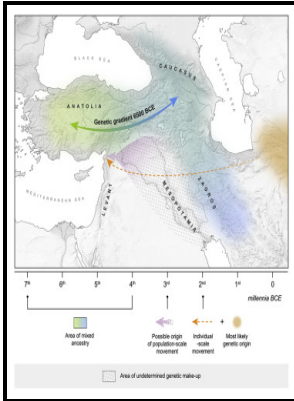 BLACK SEA
CAUCASUS
CASPIAN SEA
ANATOLIA
Genetic gradient 6500 BCE
MEDITERRANEAN SEA
LEVANT
MESOPOTAMIA
ZAGROS
7th 6th 5th 4th 3rd 2nd 1st 0
millennia BCE
Area of mixed
ancestry
Possible origin
of population-scale
movement
Individual
-scale
movement
+
Most likely
genetic origin
Area of undetermined genetic make-up